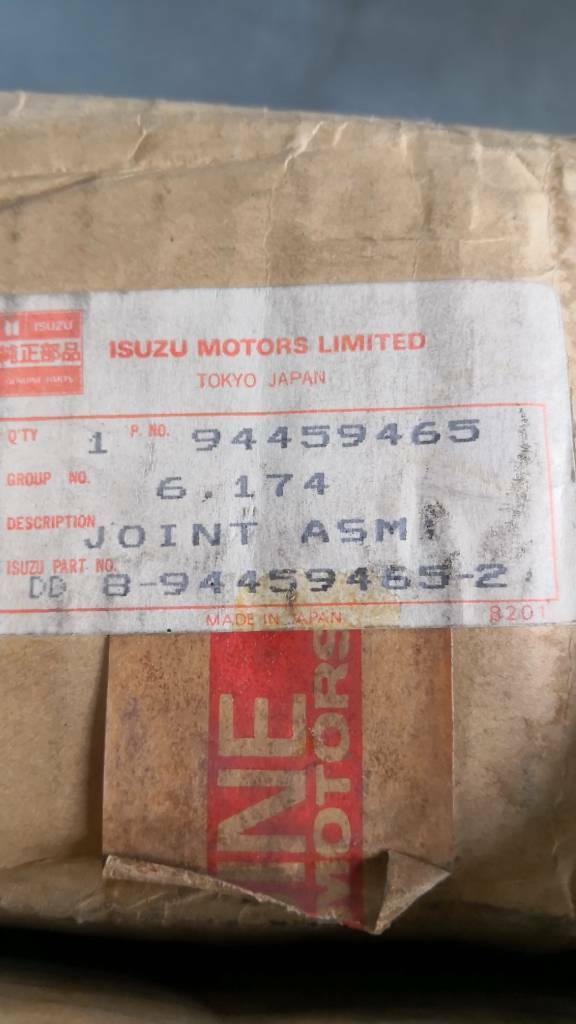 ISUZU
純正部品
GENUINE PARTS
ISUZU MOTORS LIMITED
TOKYO JAPAN
Q'TY 1 P. NO. 94459465
GROUP NO. 6.174
DESCRIPTION JOINT ASM
ISUZU PART NO.
DD 8-94459465-2
MADE IN JAPAN 8201
INE
MOTORS